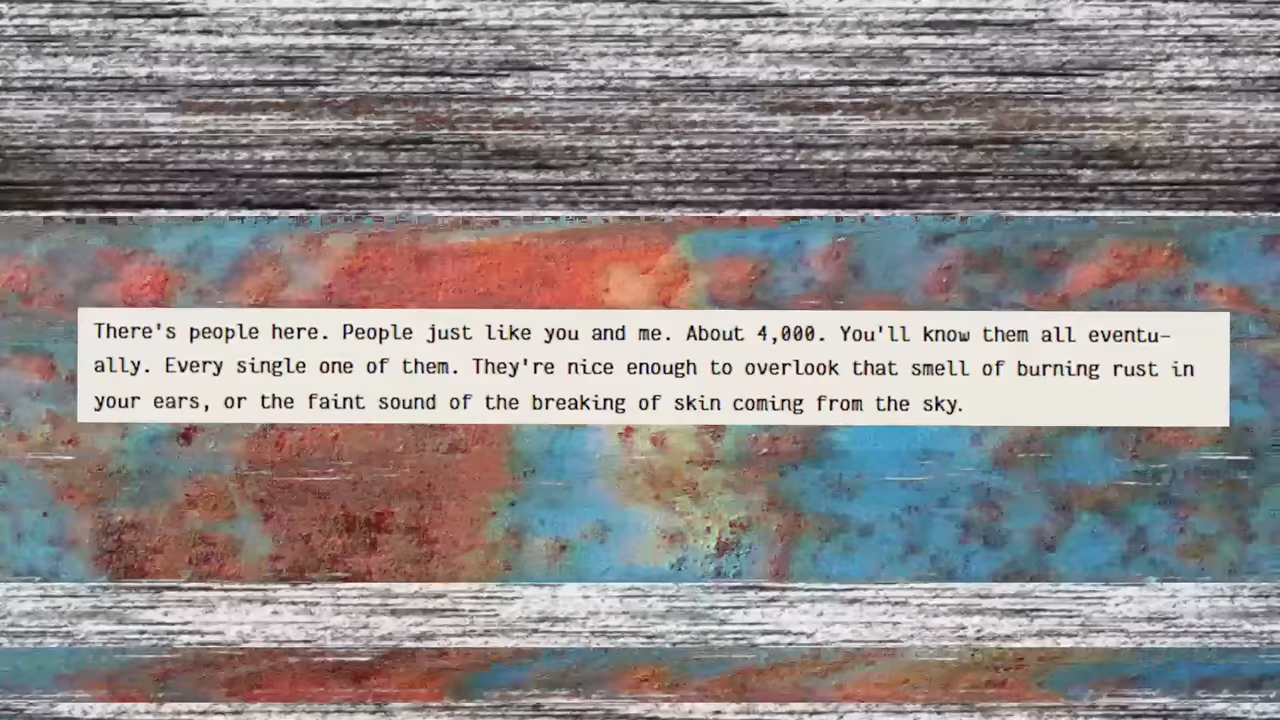 There's people here. People just like you and me. About 4,000. You'll know them all eventu-
ally. Every single one of them. They're nice enough to overlook that smell of burning rust in
your ears, or the faint sound of the breaking of skin coming from the sky.